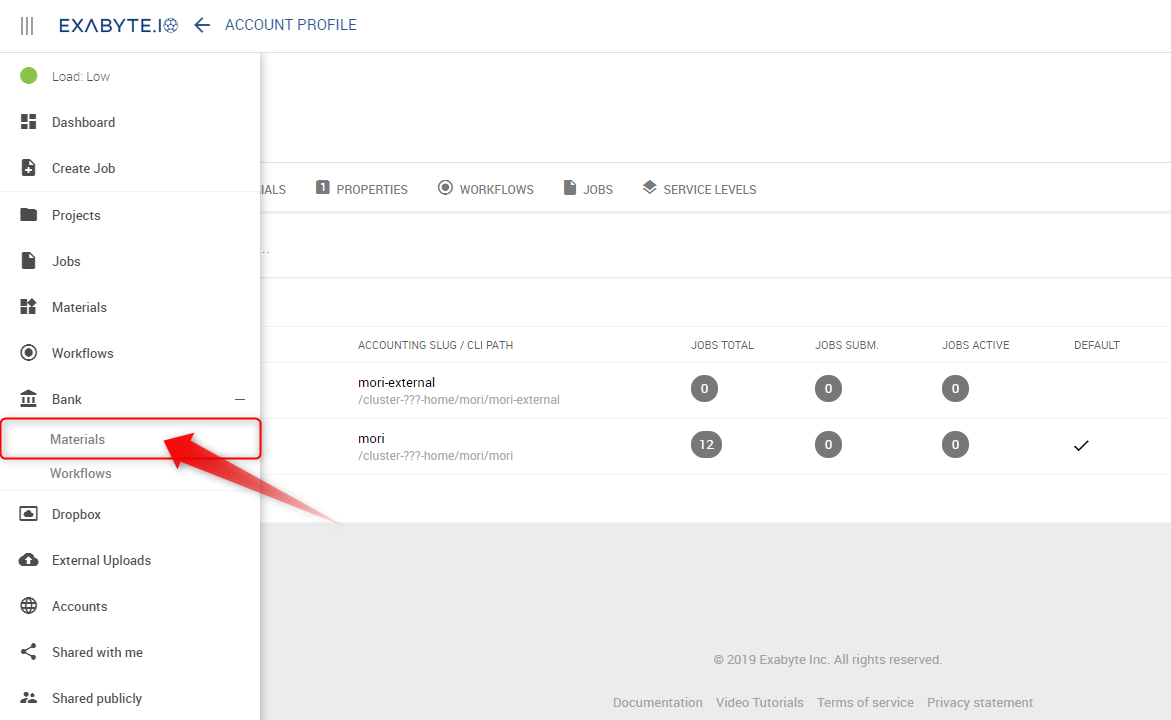 EXABYTE.IO ACCOUNT PROFILE
Load: Low
Dashboard
Create Job
Projects
Jobs
Materials
Workflows
Bank
Materials
Workflows
Dropbox
External Uploads
Accounts
Shared with me
Shared publicly
IALS 1 PROPERTIES WORKFLOWS JOBS SERVICE LEVELS
..
ACCOUNTING SLUG / CLI PATH JOBS TOTAL JOBS SUBM. JOBS ACTIVE DEFAULT
mori-external 0 0 0
/cluster-???-home/mori/mori-external
mori 12 0 0
/cluster-???-home/mori/mori
© 2019 Exabyte Inc. All rights reserved.
Documentation Video Tutorials Terms of service Privacy statement